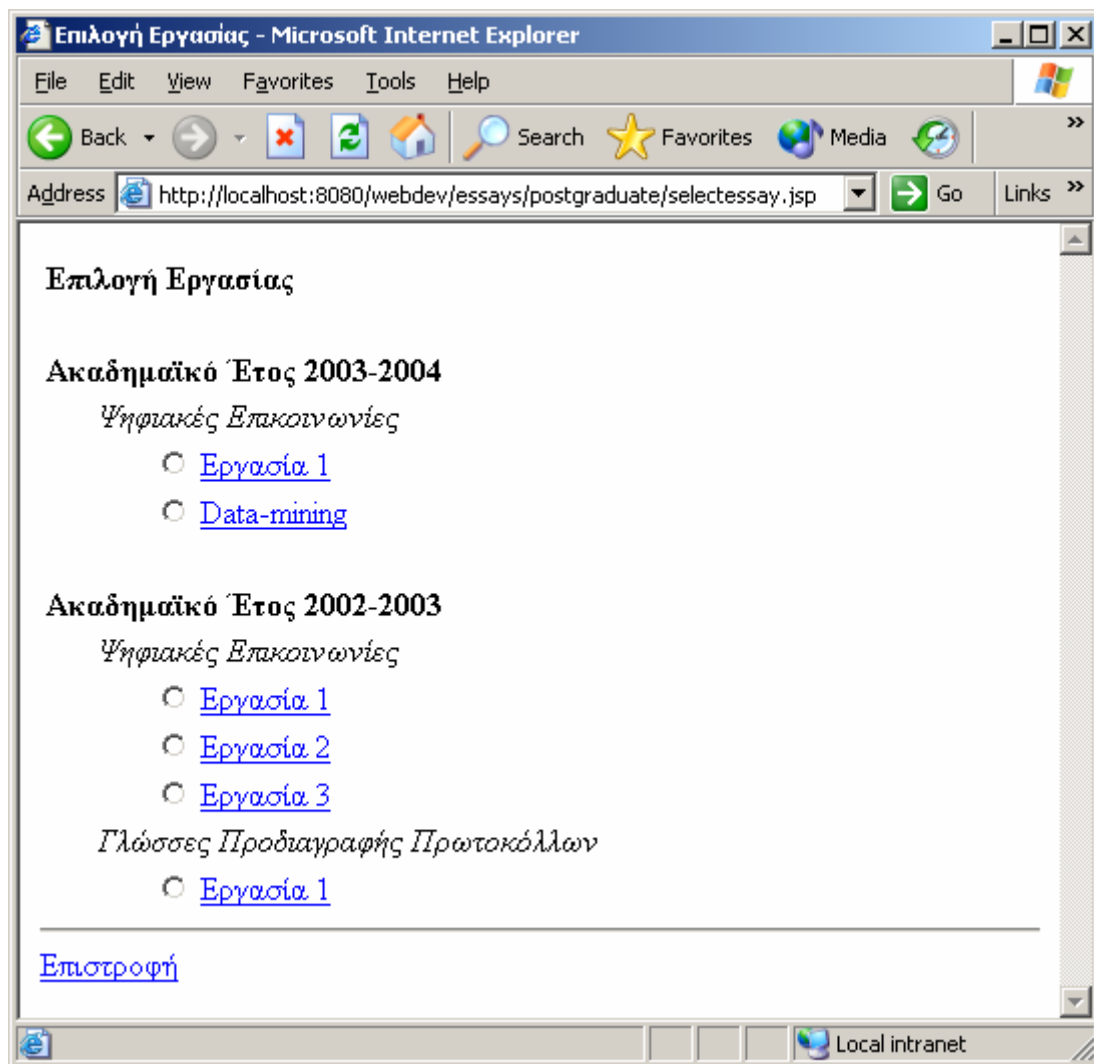 Επιλογή Εργασίας - Microsoft Internet Explorer
File Edit View Favorites Tools Help
Back Search Favorites Media »
Address http://localhost:8080/webdev/essays/postgraduate/selectessay.jsp Go Links »
Επιλογή Εργασίας
Ακαδημαϊκό Έτος 2003-2004
Ψηφιακές Επικοινωνίες
Εργασία 1
Data-mining
Ακαδημαϊκό Έτος 2002-2003
Ψηφιακές Επικοινωνίες
Εργασία 1
Εργασία 2
Εργασία 3
Γλώσσες Προδιαγραφής Πρωτοκόλλων
Εργασία 1
Επιστροφή
Local intranet